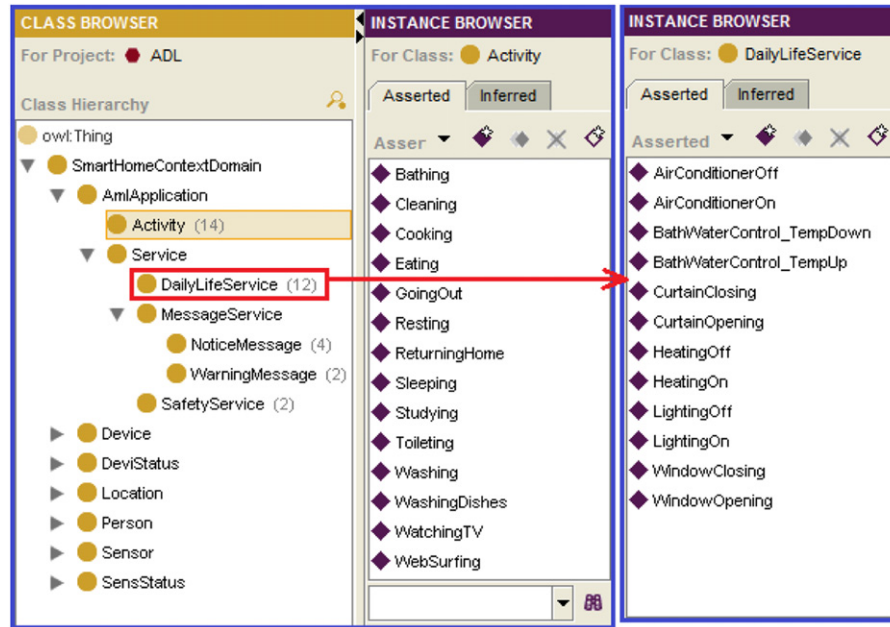 CLASS BROWSER
For Project: ADL
Class Hierarchy
owl:Thing
SmartHomeContextDomain
AmlApplication
Activity (14)
Service
DailyLifeService (12)
MessageService
NoticeMessage (4)
WarningMessage (2)
SafetyService (2)
Device
DeviStatus
Location
Person
Sensor
SensStatus
INSTANCE BROWSER
For Class: Activity
Asserted Inferred
Asser
Bathing
Cleaning
Cooking
Eating
GoingOut
Resting
ReturningHome
Sleeping
Studying
Toileting
Washing
WashingDishes
WatchingTV
WebSurfing
INSTANCE BROWSER
For Class: DailyLifeService
Asserted Inferred
Asserted
AirConditionerOff
AirConditionerOn
BathWaterControl_TempDown
BathWaterControl_TempUp
CurtainClosing
CurtainOpening
HeatingOff
HeatingOn
LightingOff
LightingOn
WindowClosing
WindowOpening